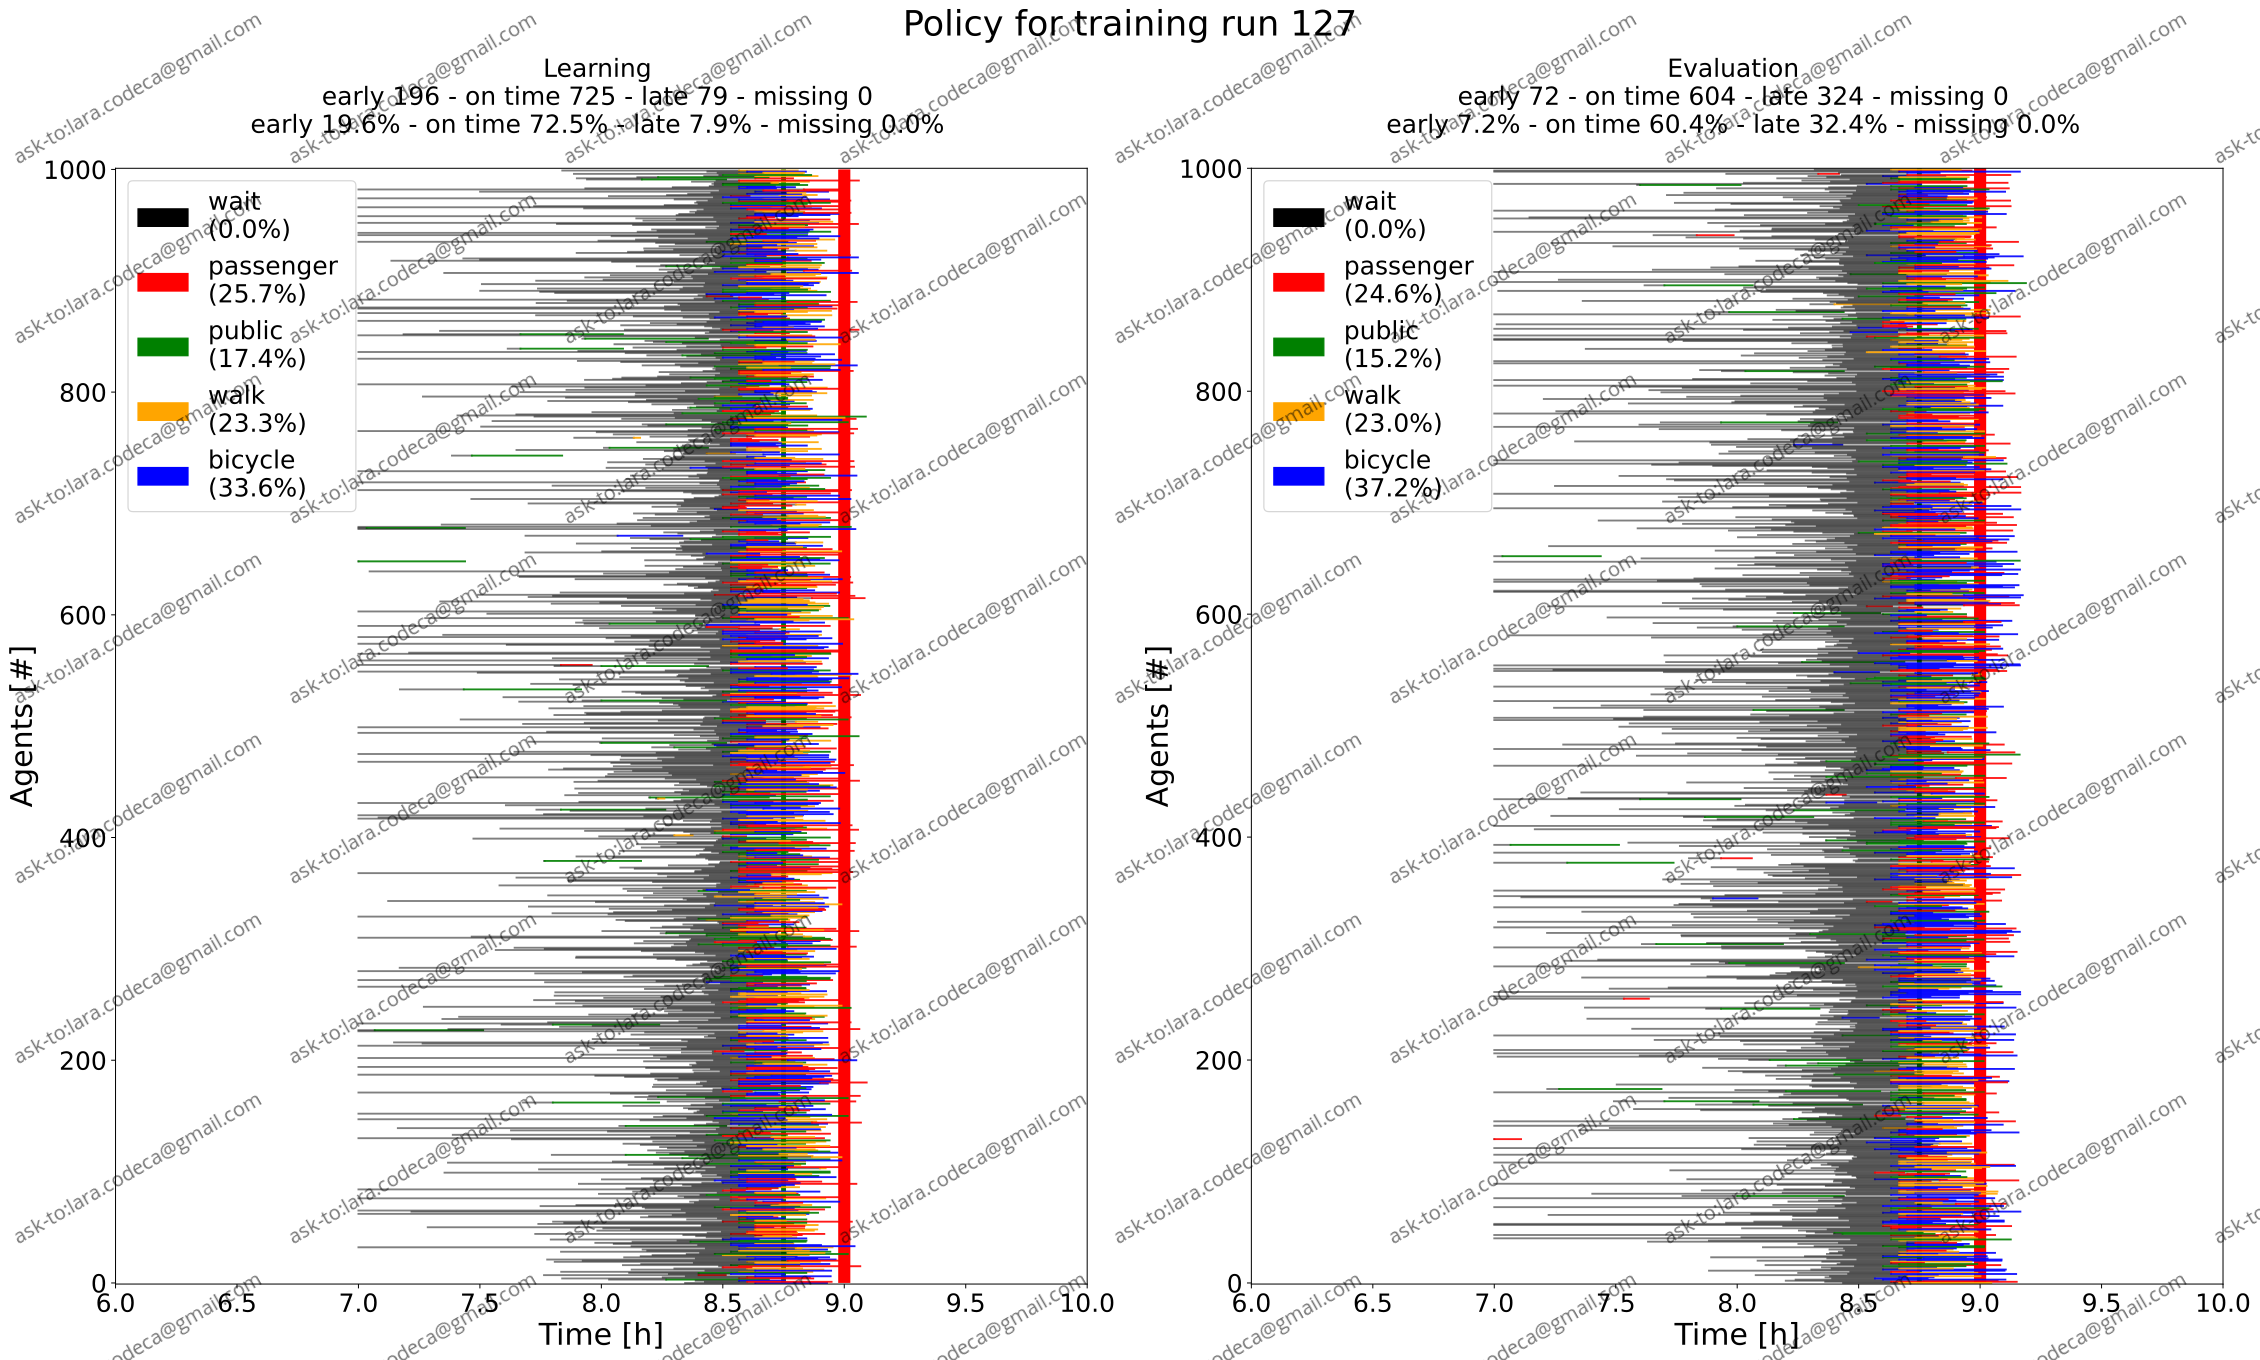 Policy for training run 127
Learning
early 196 - on time 725 - late 79 - missing 0
early 19.6% - on time 72.5% - late 7.9% - missing 0.0%
1000
800
600
400
200
0
Agents [#]
wait
(0.0%)
passenger
(25.7%)
public
(17.4%)
walk
(23.3%)
bicycle
(33.6%)
6.0 6.5 7.0 7.5 8.0 8.5 9.0 9.5 10.0
Time [h]
Evaluation
early 72 - on time 604 - late 324 - missing 0
early 7.2% - on time 60.4% - late 32.4% - missing 0.0%
1000
800
600
400
200
0
Agents [#]
wait
(0.0%)
passenger
(24.6%)
public
(15.2%)
walk
(23.0%)
bicycle
(37.2%)
6.0 6.5 7.0 7.5 8.0 8.5 9.0 9.5 10.0
Time [h]
ask-to:lara.codeca@gmail.com